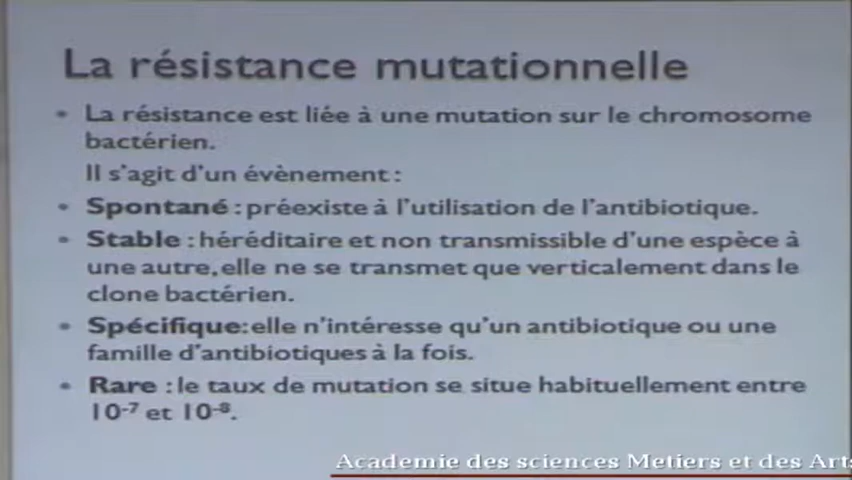 La résistance mutationnelle
• La résistance est liée à une mutation sur le chromosome
bactérien.
Il s'agit d'un évènement :
• Spontané : préexiste à l'utilisation de l'antibiotique.
• Stable : héréditaire et non transmissible d'une espèce à
une autre, elle ne se transmet que verticalement dans le
clone bactérien.
• Spécifique: elle n'intéresse qu'un antibiotique ou une
famille d'antibiotiques à la fois.
• Rare : le taux de mutation se situe habituellement entre
10⁻⁷ et 10⁻⁸.
Academie des sciences Metiers et des Arts